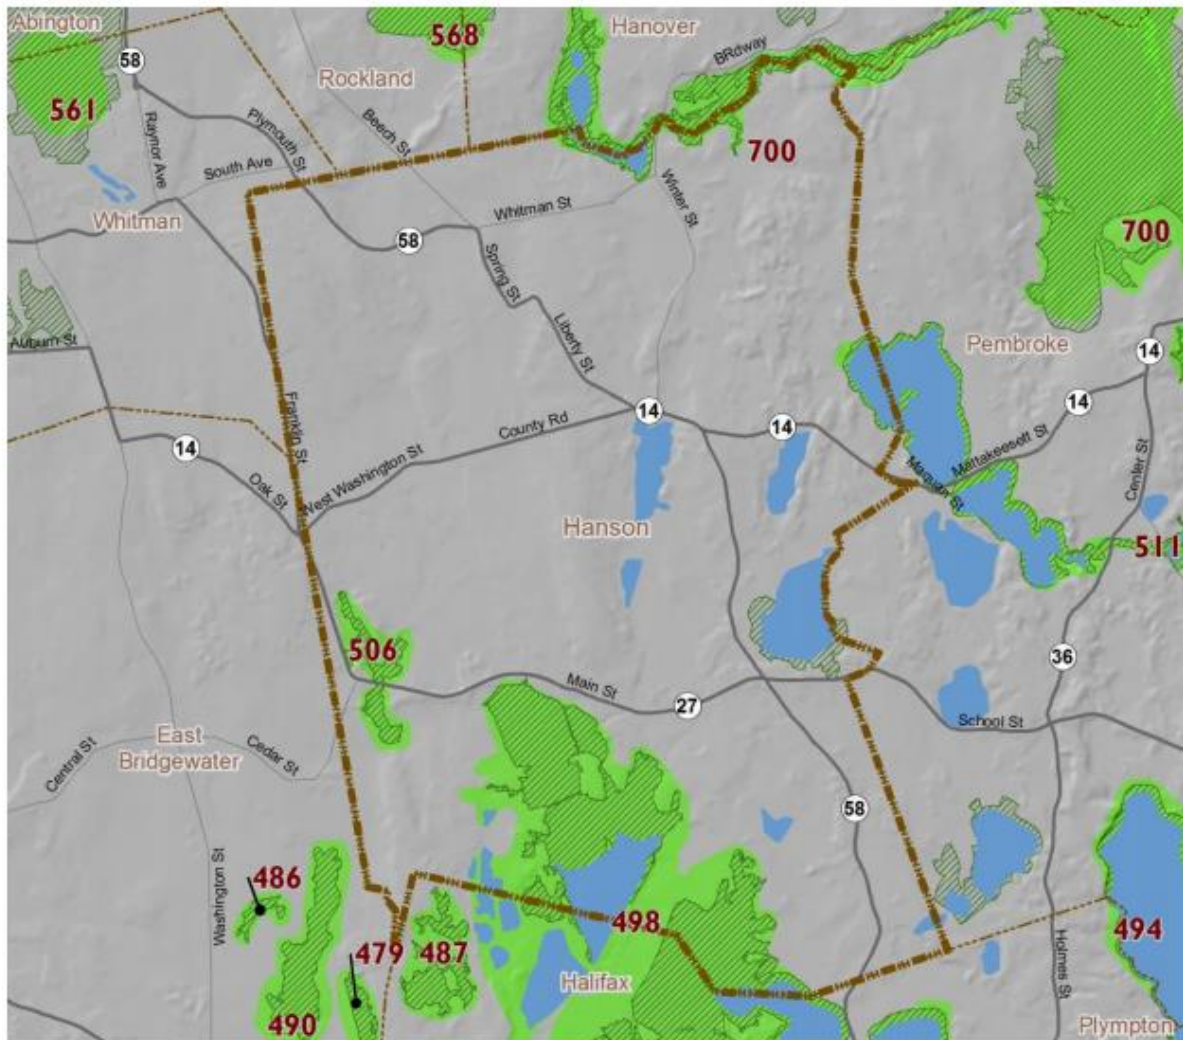 Abington
568
Hanover
BRdway
58
Rockland
561
Raynor Ave
Plymouth St
Beech St
South Ave
700
Winter St
Whitman
Whitman St
58
700
Spring St
Auburn St
Liberty St
Pembroke
14
14
Franklin St
14
County Rd
14
14
Mattakeesett St
West Washington St
Maquan St
Center St
Oak St
Hanson
511
506
36
Main St
27
School St
East
Bridgewater
Central St
Cedar St
58
Washington St
486
498
494
479
487
Holmes St
Halifax
490
Plympton